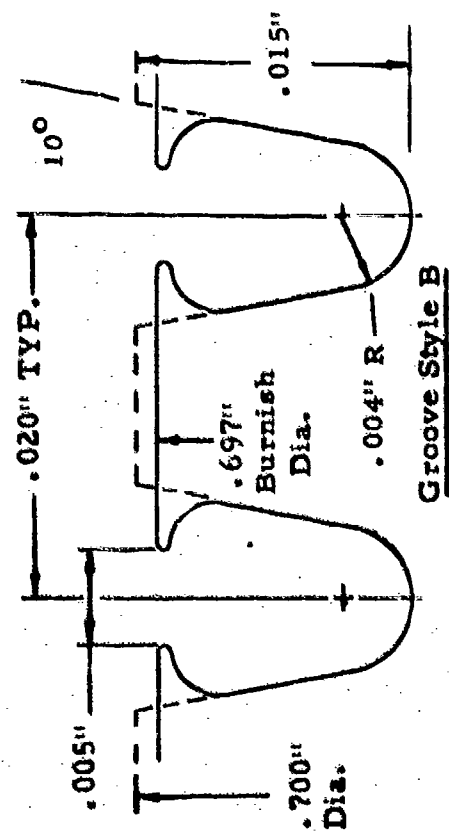 .015"
10°
.020" TYP.
.004" R
.697"
Burnish
Dia.
.005"
.700"
Dia.
Groove Style B